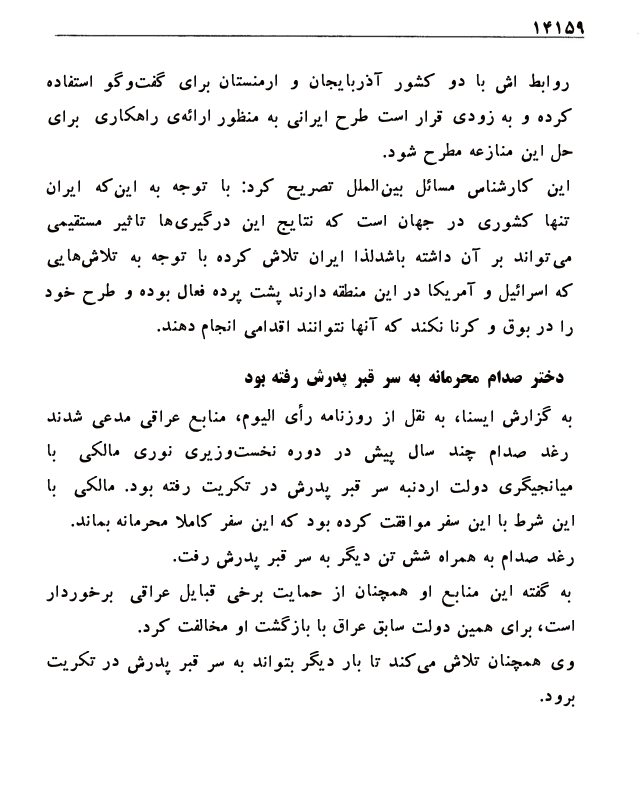 ۱۴۱۵۹
روابط اش با دو کشور آذربایجان و ارمنستان برای گفت‌وگو استفاده
کرده و به زودی قرار است طرح ایرانی به منظور ارائه‌ی راهکاری برای
حل این منازعه مطرح شود.
این کارشناس مسائل بین‌الملل تصریح کرد: با توجه به این‌که ایران
تنها کشوری در جهان است که نتایج این درگیری‌ها تاثیر مستقیمی
می‌تواند بر آن داشته باشدلذا ایران تلاش کرده با توجه به تلاش‌هایی
که اسرائیل و آمریکا در این منطقه دارند پشت پرده فعال بوده و طرح خود
را در بوق و کرنا نکند که آنها نتوانند اقدامی انجام دهند.
دختر صدام محرمانه به سر قبر پدرش رفته بود
به گزارش ایسنا، به نقل از روزنامه رأی الیوم، منابع عراقی مدعی شدند
رغد صدام چند سال پیش در دوره نخست‌وزیری نوری مالکی با
میانجیگری دولت اردنبه سر قبر پدرش در تکریت رفته بود. مالکی با
این شرط با این سفر موافقت کرده بود که این سفر کاملا محرمانه بماند.
رغد صدام به همراه شش تن دیگر به سر قبر پدرش رفت.
به گفته این منابع او همچنان از حمایت برخی قبایل عراقی برخوردار
است، برای همین دولت سابق عراق با بازگشت او مخالفت کرد.
وی همچنان تلاش می‌کند تا بار دیگر بتواند به سر قبر پدرش در تکریت
برود.